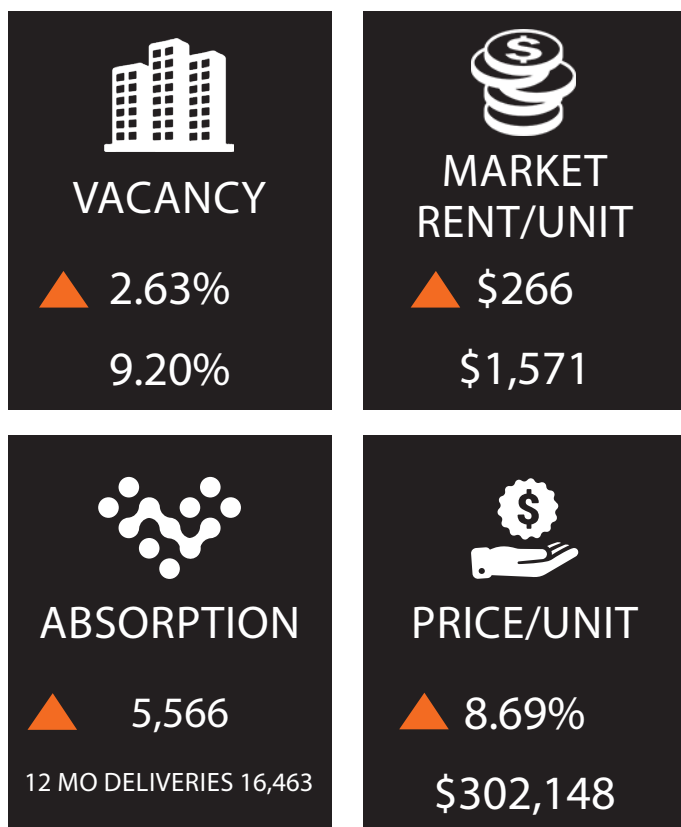 VACANCY
2.63%
9.20%
$
MARKET
RENT/UNIT
$266
$1,571
ABSORPTION
5,566
12 MO DELIVERIES 16,463
$
PRICE/UNIT
8.69%
$302,148